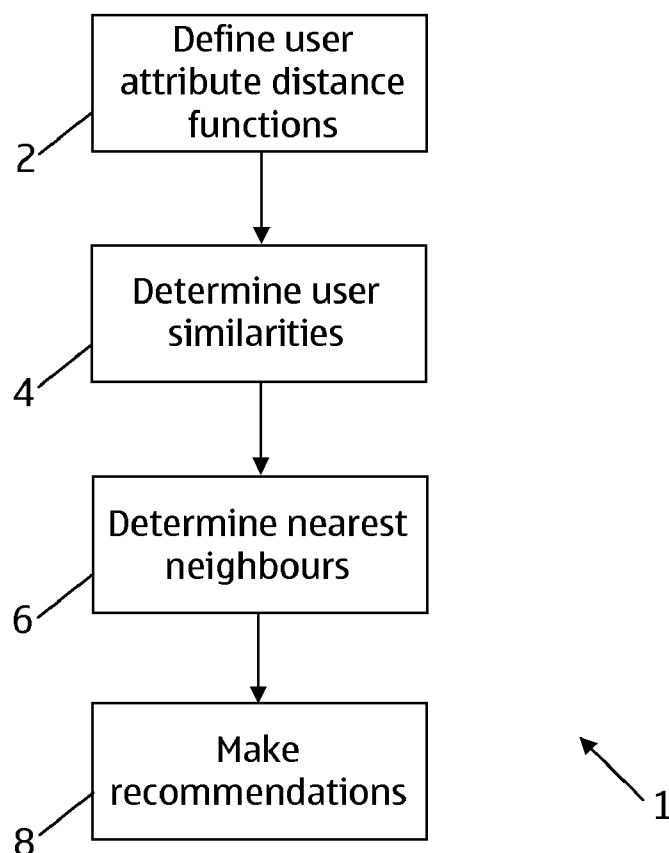 Define user
attribute distance
functions
2
Determine user
similarities
4
Determine nearest
neighbours
6
Make
recommendations
8
1